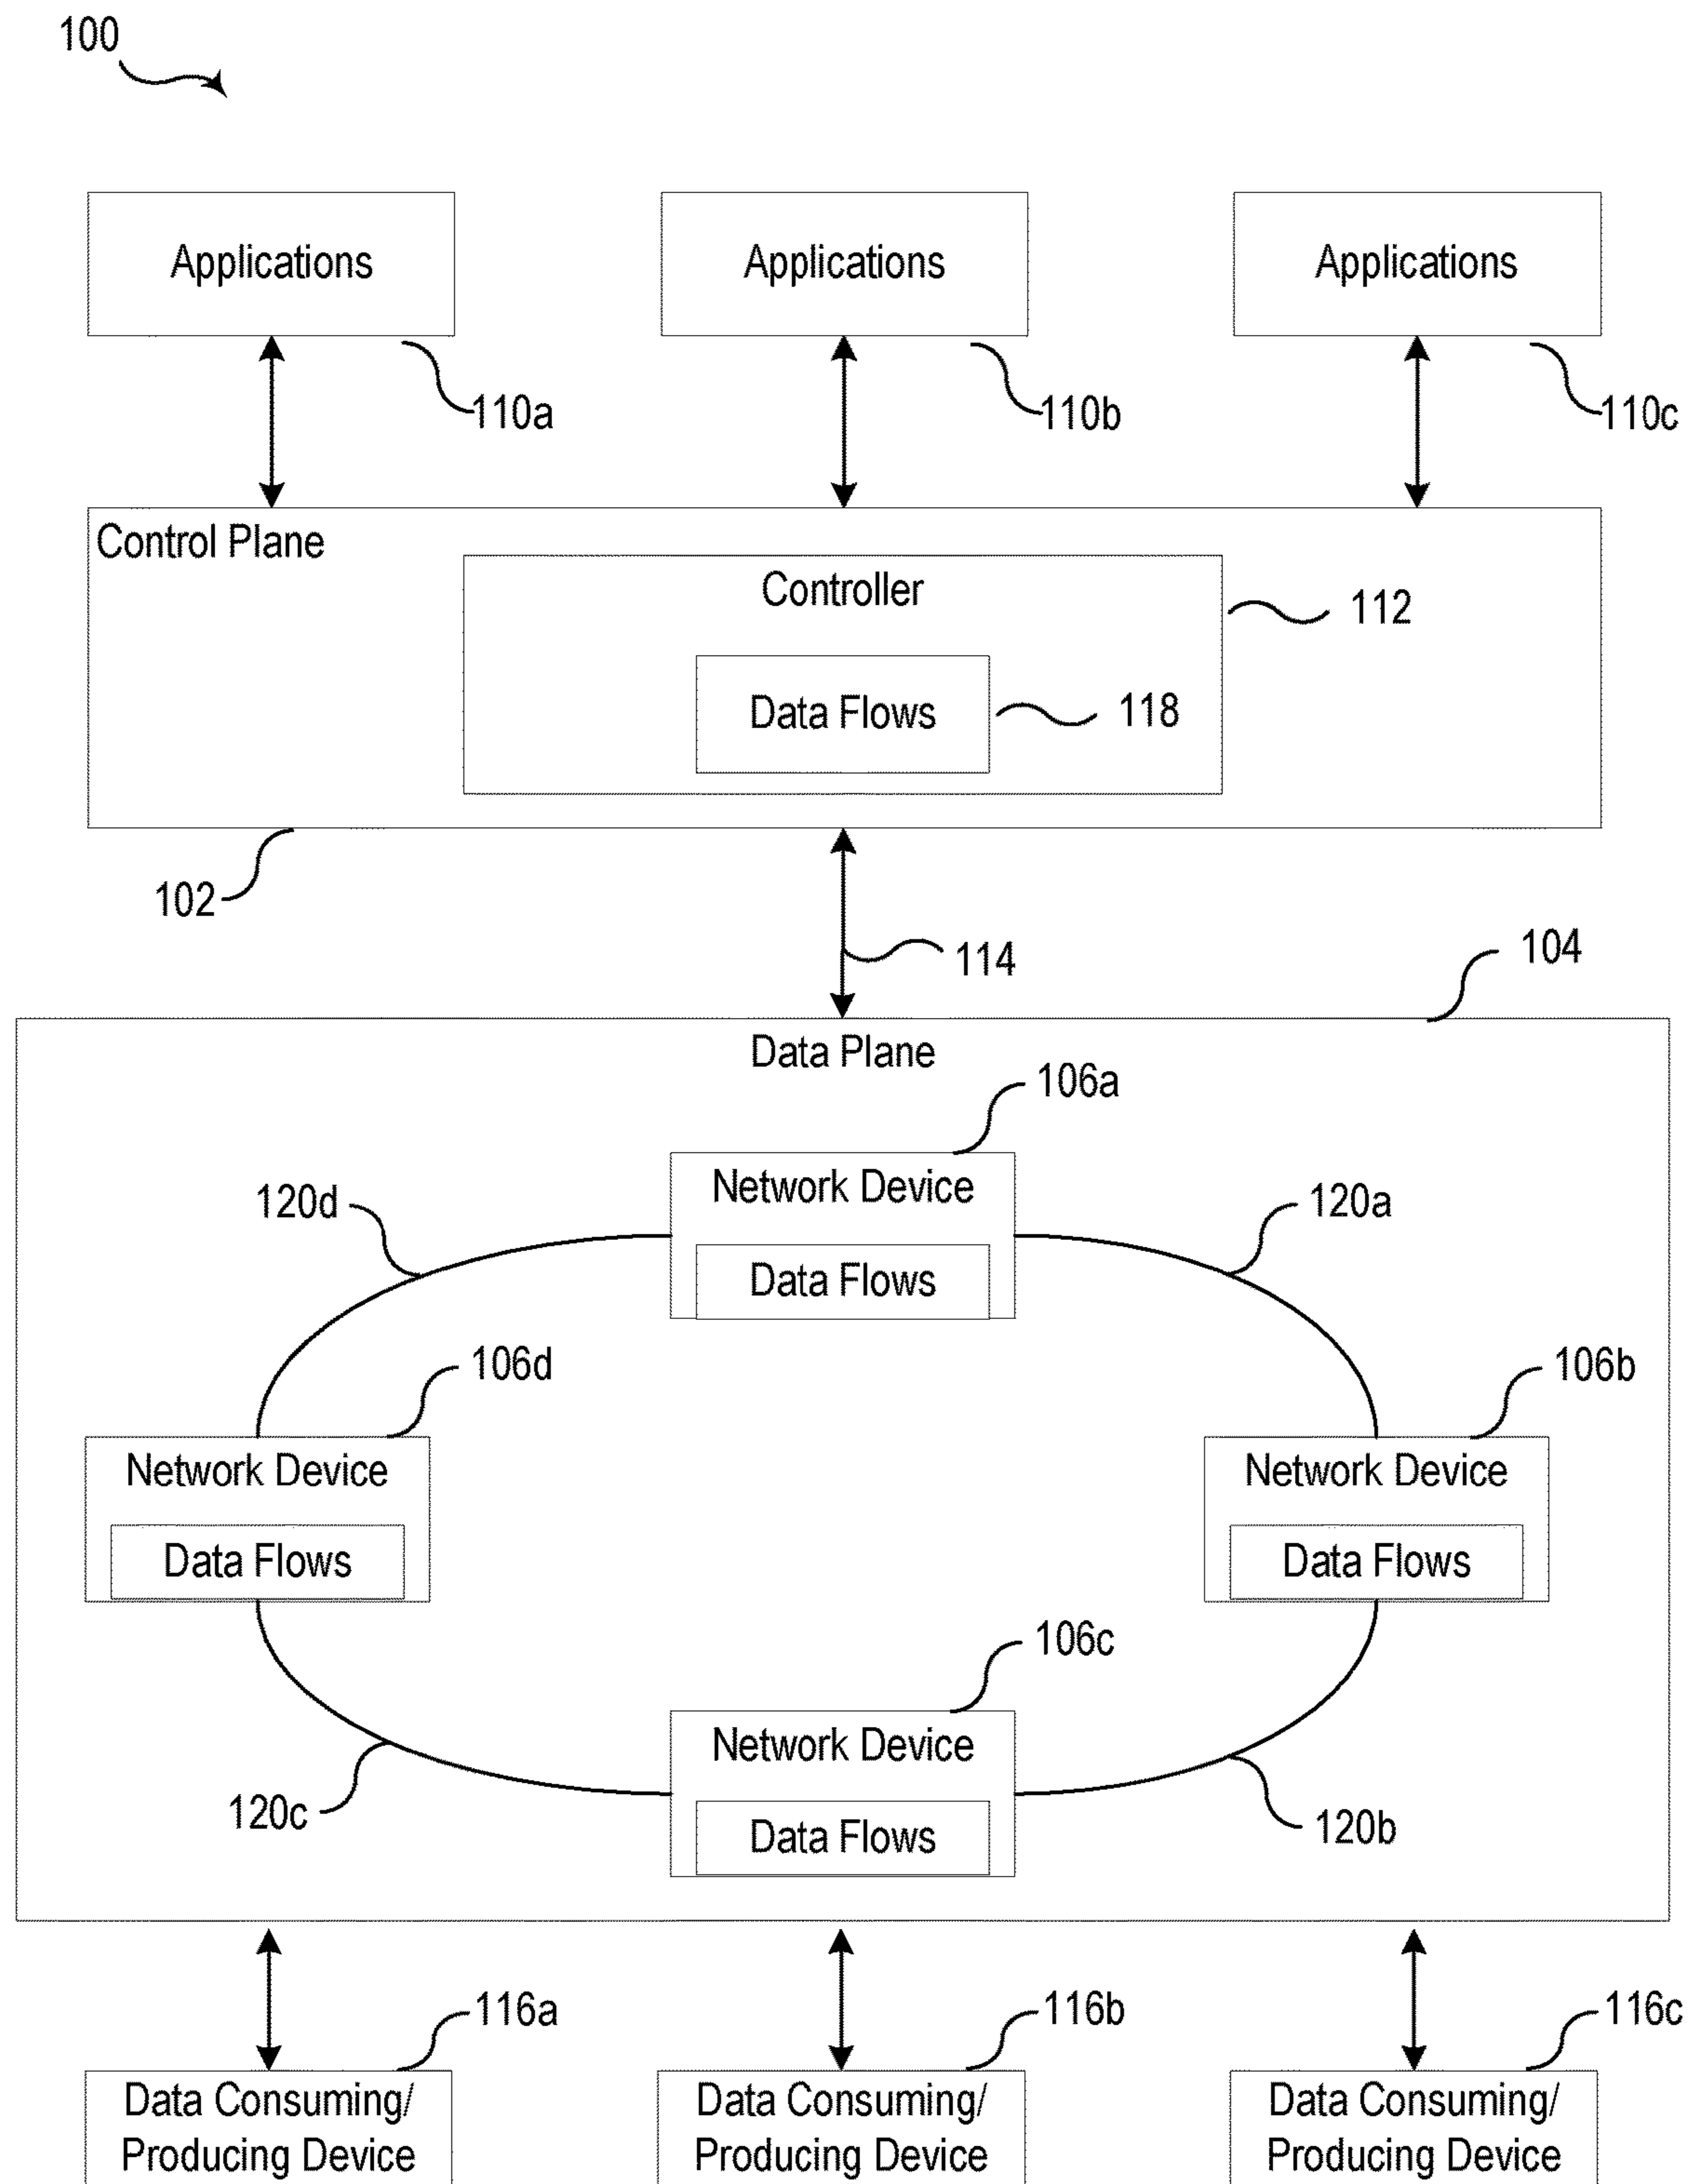 100
Applications
Applications
Applications
110a
110b
110c
Control Plane
Controller
112
Data Flows
118
102
114
104
Data Plane
106a
Network Device
120d
120a
Data Flows
106d
106b
Network Device
Network Device
Data Flows
Data Flows
106c
Network Device
120c
120b
Data Flows
116a
116b
116c
Data Consuming/
Producing Device
Data Consuming/
Producing Device
Data Consuming/
Producing Device